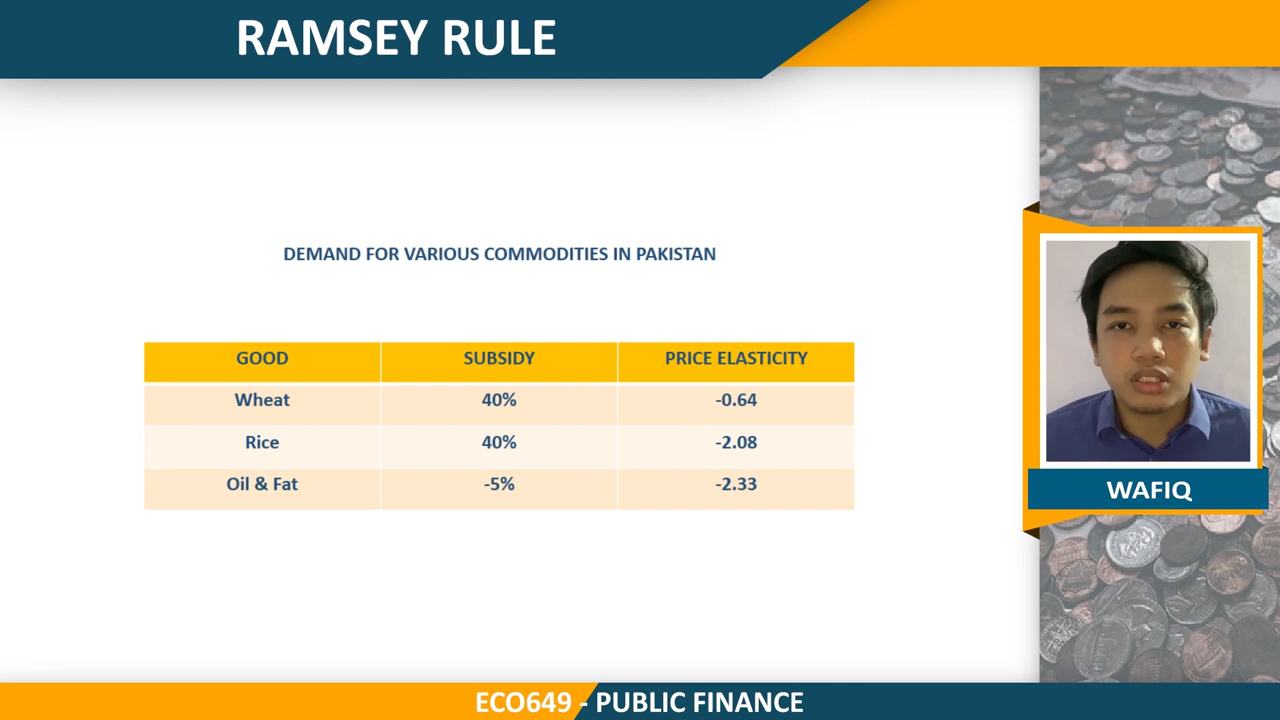 RAMSEY RULE
DEMAND FOR VARIOUS COMMODITIES IN PAKISTAN
GOOD SUBSIDY PRICE ELASTICITY
Wheat 40% -0.64
Rice 40% -2.08
Oil & Fat -5% -2.33
WAFIQ
ECO649 - PUBLIC FINANCE